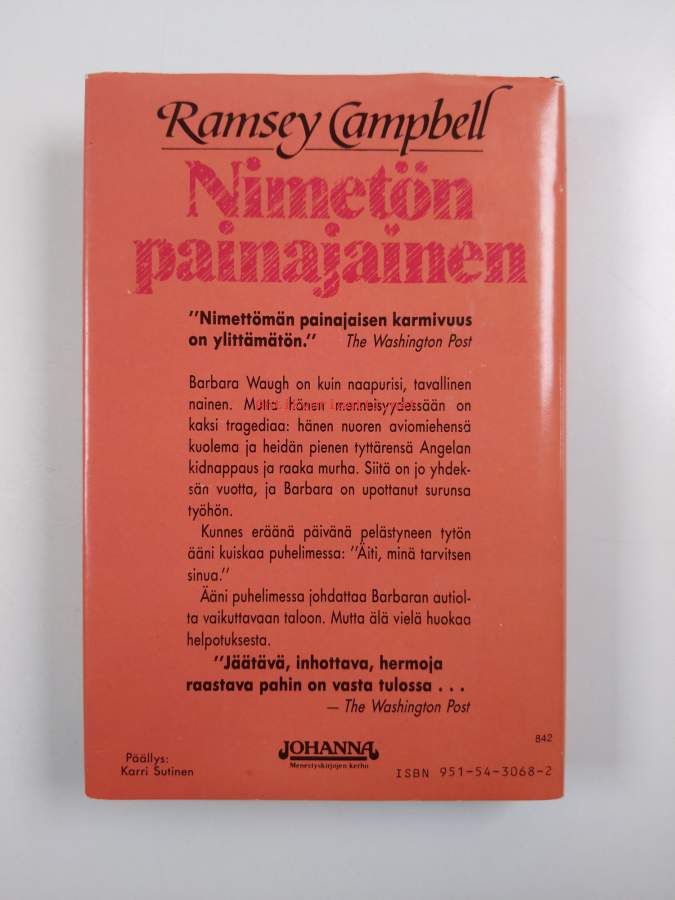 Ramsey Campbell
Nimetön
painajainen
"Nimettömän painajaisen karmivuus
on ylittämätön." The Washington Post
Barbara Waugh on kuin naapurisi, tavallinen
nainen. Mutta hänen menneisyydessään on
kaksi tragediaa: hänen nuoren aviomiehensä
kuolema ja heidän pienen tyttärensä Angelan
kidnappaus ja raaka murha. Siitä on jo yhdek-
sän vuotta, ja Barbara on upottanut surunsa
työhön.
Kunnes eräänä päivänä pelästyneen tytön
ääni kuiskaa puhelimessa: "Äiti, minä tarvitsen
sinua."
Ääni puhelimessa johdattaa Barbaran autiol-
ta vaikuttavaan taloon. Mutta älä vielä huokaa
helpotuksesta.
"Jäätävä, inhottava, hermoja
raastava pahin on vasta tulossa . . .
— The Washington Post
842
Päällys:
Karri Sutinen
JOHANNA
Menestyskirjojen kerho
ISBN 951-54-3068-2